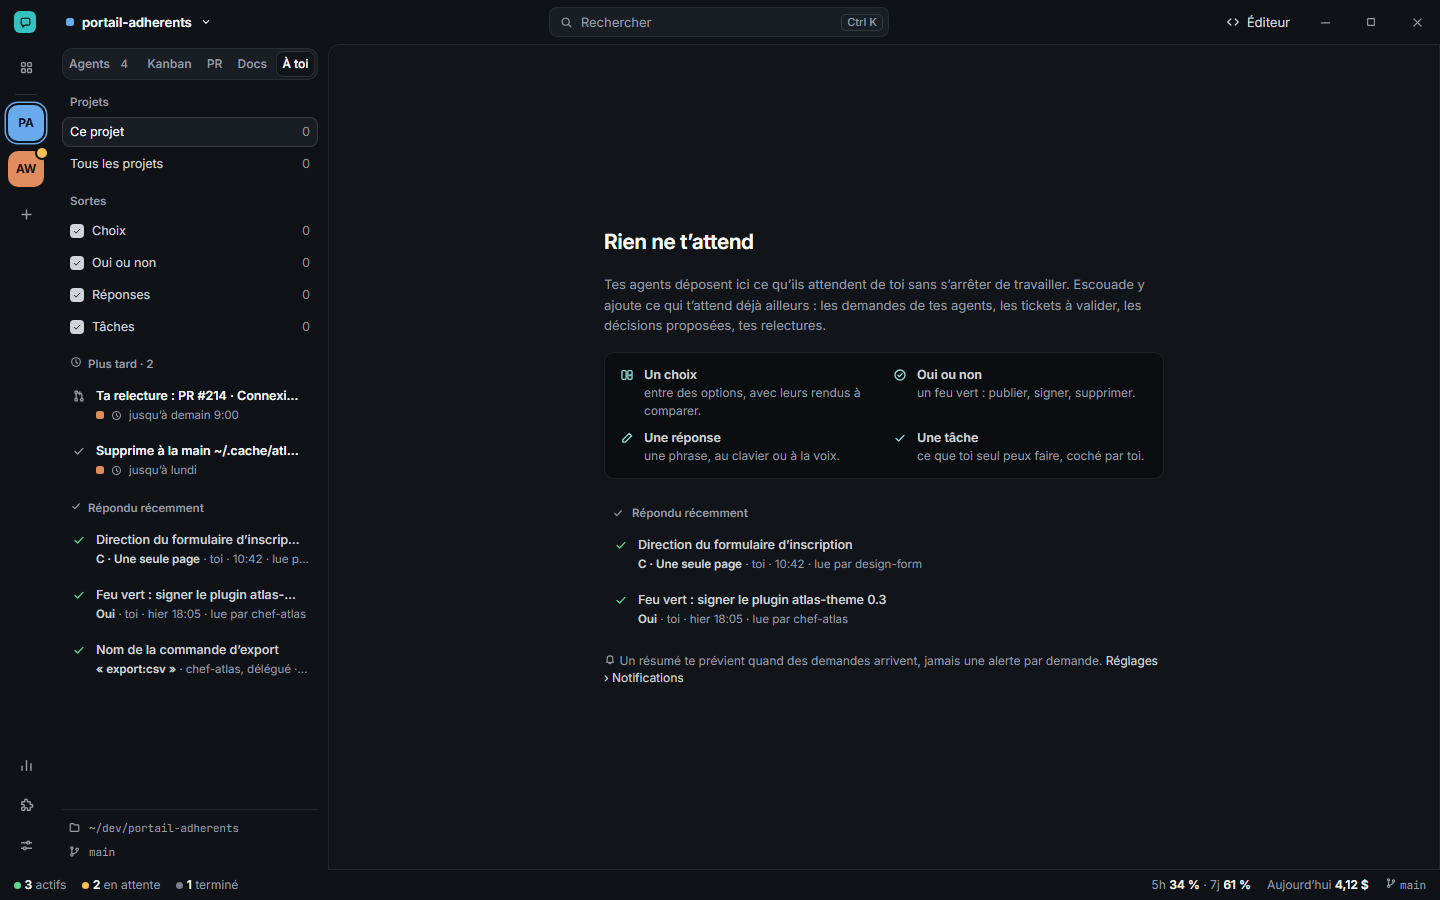 portail-adherents
Rechercher
Ctrl K
Éditeur
Agents 4 Kanban PR Docs À toi
PA
AW
Projets
Ce projet 0
Tous les projets 0
Sortes
Choix 0
Oui ou non 0
Réponses 0
Tâches 0
Plus tard · 2
Ta relecture : PR #214 · Connexi...
jusqu’à demain 9:00
Supprime à la main ~/.cache/atl...
jusqu’à lundi
Répondu récemment
Direction du formulaire d’inscrip...
C · Une seule page · toi · 10:42 · lue p...
Feu vert : signer le plugin atlas-...
Oui · toi · hier 18:05 · lue par chef-atlas
Nom de la commande d’export
« export:csv » · chef-atlas, délégué ·...
~/dev/portail-adherents
main
Rien ne t’attend
Tes agents déposent ici ce qu’ils attendent de toi sans s’arrêter de travailler. Escouade y
ajoute ce qui t’attend déjà ailleurs : les demandes de tes agents, les tickets à valider, les
décisions proposées, tes relectures.
Un choix
entre des options, avec leurs rendus à
comparer.
Oui ou non
un feu vert : publier, signer, supprimer.
Une réponse
une phrase, au clavier ou à la voix.
Une tâche
ce que toi seul peux faire, coché par toi.
Répondu récemment
Direction du formulaire d’inscription
C · Une seule page · toi · 10:42 · lue par design-form
Feu vert : signer le plugin atlas-theme 0.3
Oui · toi · hier 18:05 · lue par chef-atlas
Un résumé te prévient quand des demandes arrivent, jamais une alerte par demande. Réglages
› Notifications
3 actifs 2 en attente 1 terminé
5h 34 % · 7j 61 % Aujourd’hui 4,12 $ main